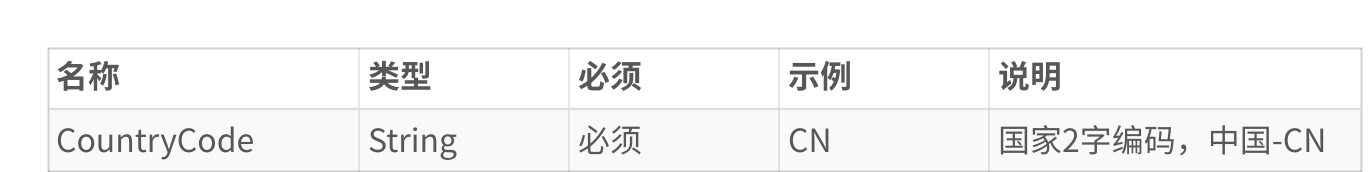 名称 类型 必须 示例 说明
CountryCode String 必须 CN 国家2字编码，中国-CN